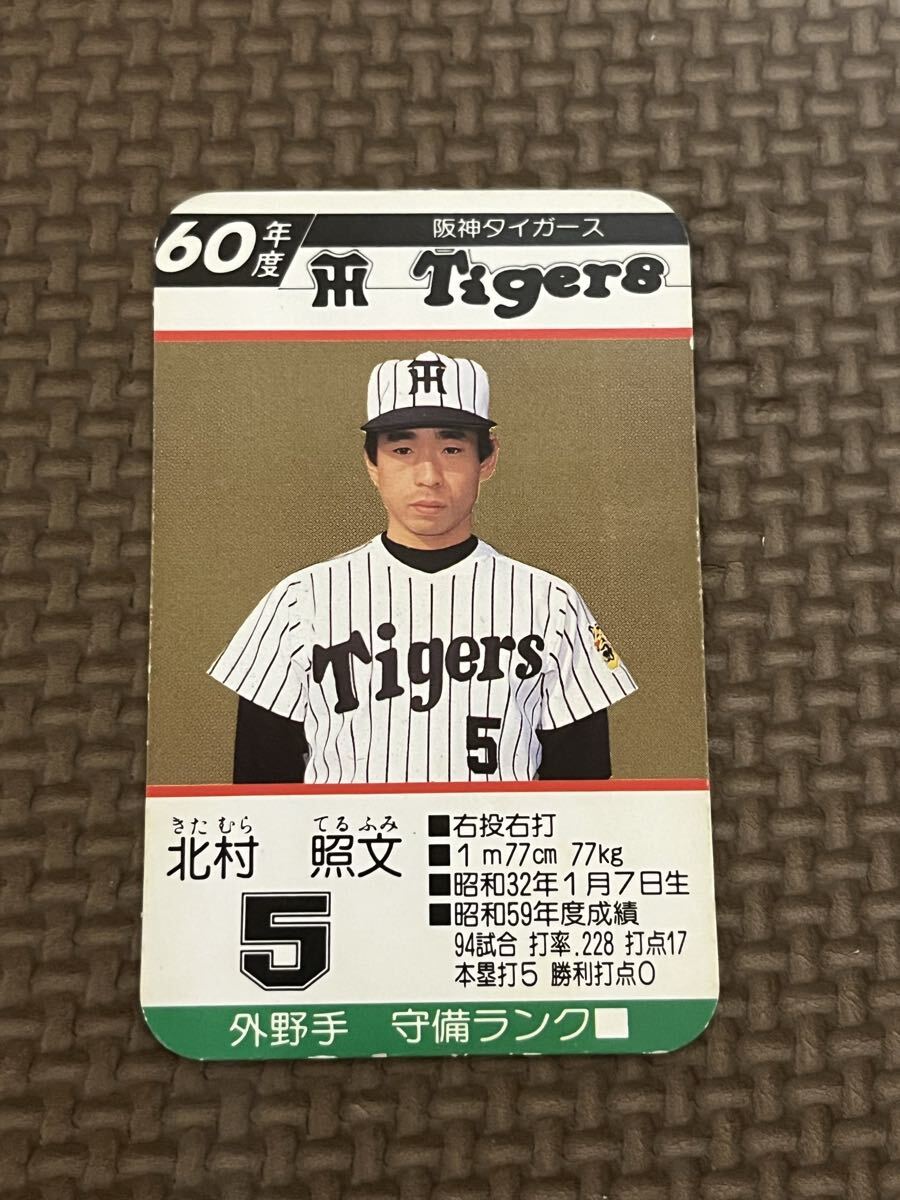 60年度
阪神タイガース
TH Tigers
TH
Tigers
5
きたむら てるふみ
北村 照文
5
■右投右打
■1m77cm 77kg
■昭和32年1月7日生
■昭和59年度成績
94試合 打率.228 打点17
本塁打5 勝利打点0
外野手 守備ランク□